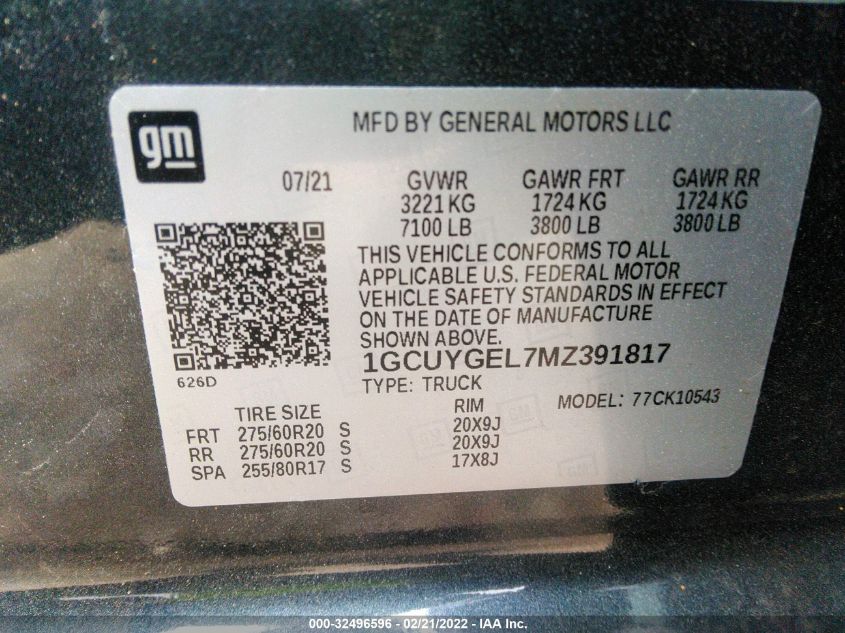 gm
MFD BY GENERAL MOTORS LLC
07/21 GVWR GAWR FRT GAWR RR
3221 KG 1724 KG 1724 KG
7100 LB 3800 LB 3800 LB
THIS VEHICLE CONFORMS TO ALL
APPLICABLE U.S. FEDERAL MOTOR
VEHICLE SAFETY STANDARDS IN EFFECT
ON THE DATE OF MANUFACTURE
SHOWN ABOVE.
1GCUYGEL7MZ391817
626D
TYPE: TRUCK
MODEL: 77CK10543
TIRE SIZE RIM
FRT 275/60R20 S 20X9J
RR 275/60R20 S 20X9J
SPA 255/80R17 S 17X8J
000-32496596 - 02/21/2022 - IAA Inc.